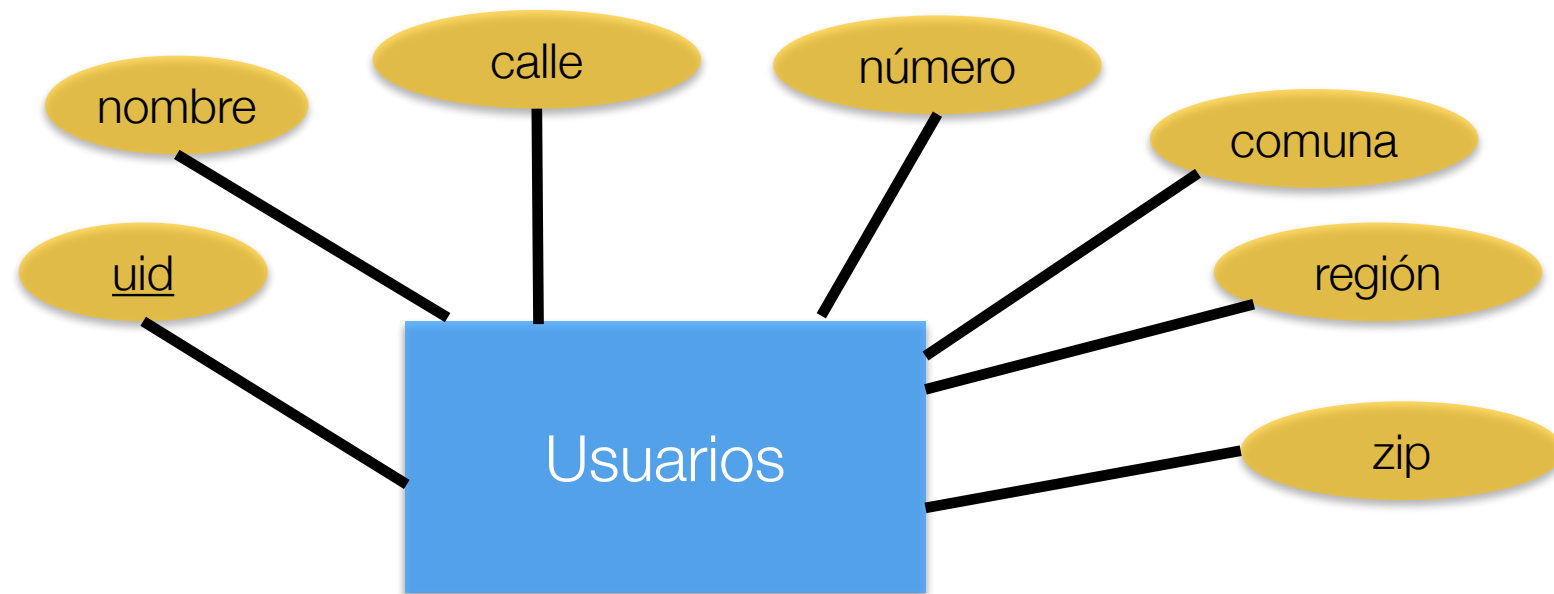 calle
número
nombre
comuna
uid
región
Usuarios
zip